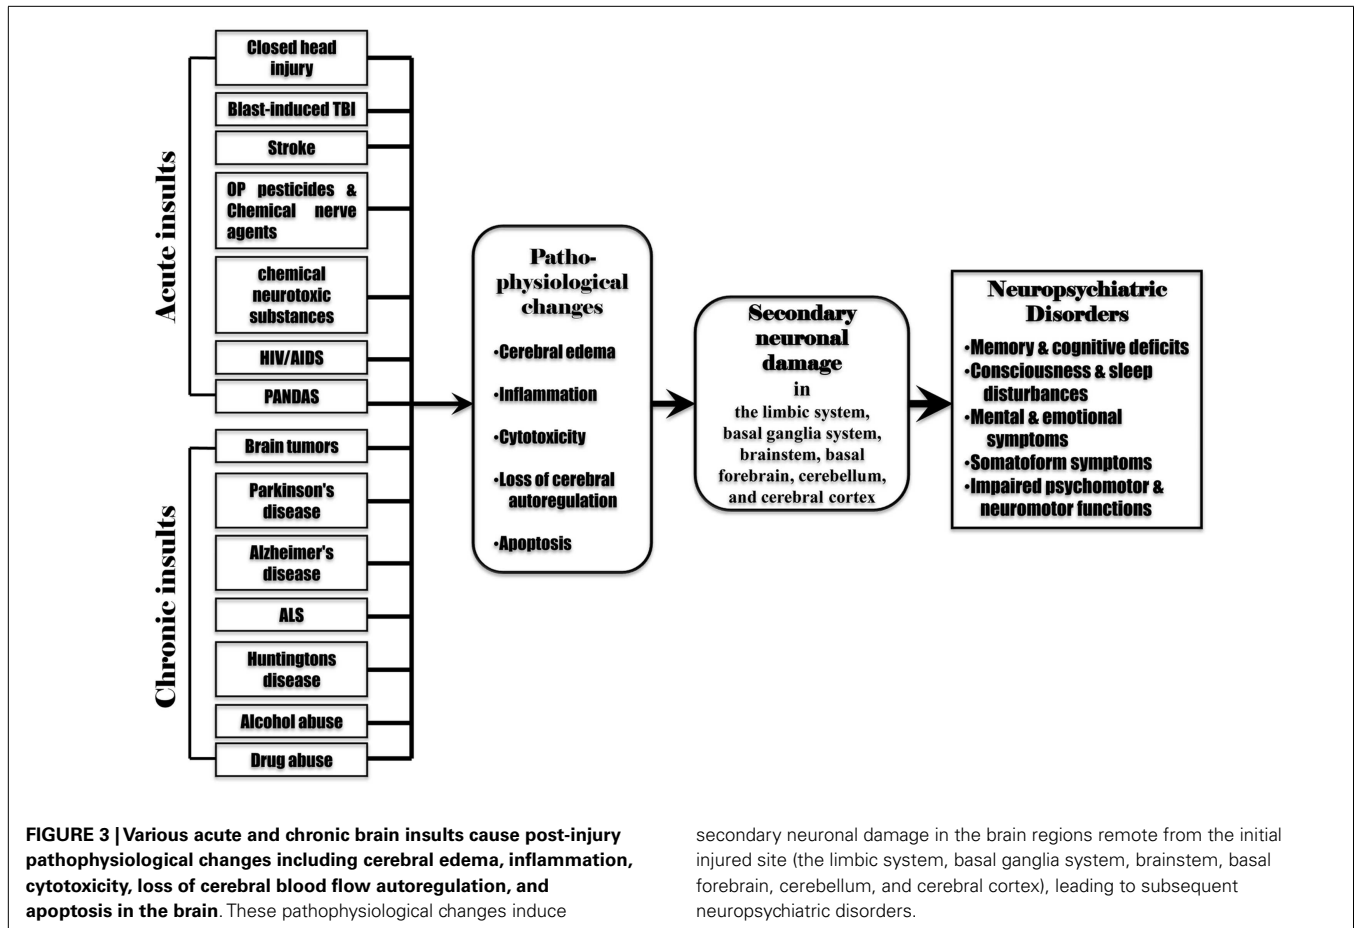 Acute insults
Closed head
injury
Blast-induced TBI
Stroke
OP pesticides &
Chemical nerve
agents
chemical
neurotoxic
substances
HIV/AIDS
PANDAS
Chronic insults
Brain tumors
Parkinson's
disease
Alzheimer's
disease
ALS
Huntingtons
disease
Alcohol abuse
Drug abuse
Patho-
physiological
changes
•Cerebral edema
•Inflammation
•Cytotoxicity
•Loss of cerebral
autoregulation
•Apoptosis
Secondary
neuronal
damage
in
the limbic system,
basal ganglia system,
brainstem, basal
forebrain, cerebellum,
and cerebral cortex
Neuropsychiatric
Disorders
•Memory & cognitive deficits
•Consciousness & sleep
disturbances
•Mental & emotional
symptoms
•Somatoform symptoms
•Impaired psychomotor &
neuromotor functions
FIGURE 3 | Various acute and chronic brain insults cause post-injury
pathophysiological changes including cerebral edema, inflammation,
cytotoxicity, loss of cerebral blood flow autoregulation, and
apoptosis in the brain. These pathophysiological changes induce
secondary neuronal damage in the brain regions remote from the initial
injured site (the limbic system, basal ganglia system, brainstem, basal
forebrain, cerebellum, and cerebral cortex), leading to subsequent
neuropsychiatric disorders.